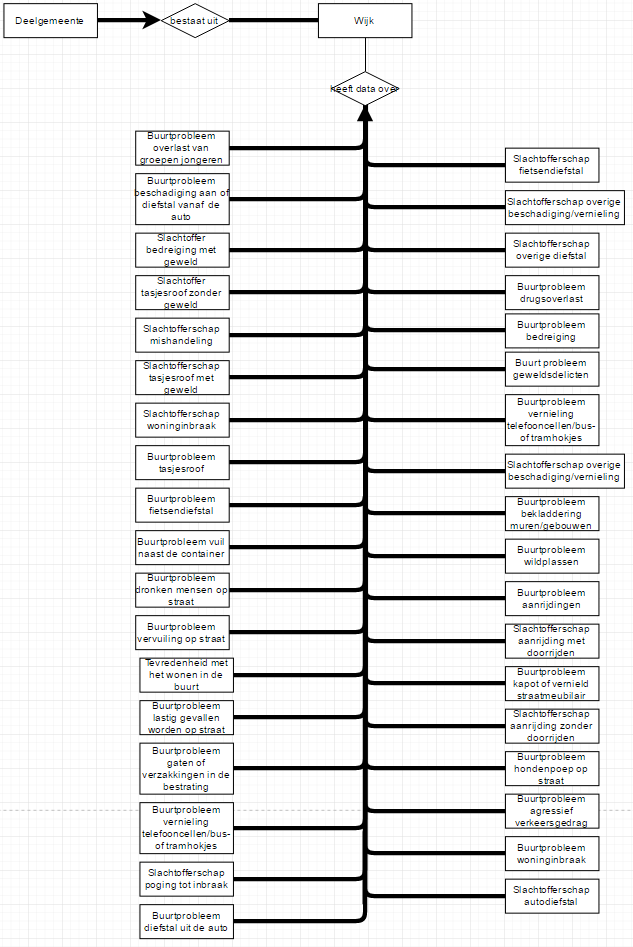 Deelgemeente
bestaat uit
Wijk
heeft data over
Buurtprobleem
overlast van
groepen jongeren
Buurtprobleem
beschadiging aan of
diefstal vanaf de
auto
Slachtoffer
bedreiging met
geweld
Slachtoffer
tasjesroof zonder
geweld
Slachtofferschap
mishandeling
Slachtofferschap
tasjesroof met
geweld
Slachtofferschap
woninginbraak
Buurtprobleem
tasjesroof
Buurtprobleem
fietsendiefstal
Buurtprobleem vuil
naast de container
Buurtprobleem
dronken mensen op
straat
Buurtprobleem
vervuiling op straat
Tevredenheid met
het wonen in de
buurt
Buurtprobleem
lastig gevallen
worden op straat
Buurtprobleem
gaten of
verzakkingen in de
bestrating
Buurtprobleem
vernieling
telefooncellen/bus-
of tramhokjes
Slachtofferschap
poging tot inbraak
Buurtprobleem
diefstal uit de auto
Slachtofferschap
fietsendiefstal
Slachtofferschap overige
beschadiging/vernieling
Slachtofferschap
overige diefstal
Buurtprobleem
drugsoverlast
Buurtprobleem
bedreiging
Buurt probleem
geweldsdelicten
Buurtprobleem
vernieling
telefooncellen/bus-
of tramhokjes
Slachtofferschap overige
beschadiging/vernieling
Buurtprobleem
bekladdering
muren/gebouwen
Buurtprobleem
wildplassen
Buurtprobleem
aanrijdingen
Slachtofferschap
aanrijding met
doorrijden
Buurtprobleem
kapot of vernield
straatmeubilair
Slachtofferschap
aanrijding zonder
doorrijden
Buurtprobleem
hondenpoep op
straat
Buurtprobleem
agressief
verkeersgedrag
Buurtprobleem
woninginbraak
Slachtofferschap
autodiefstal